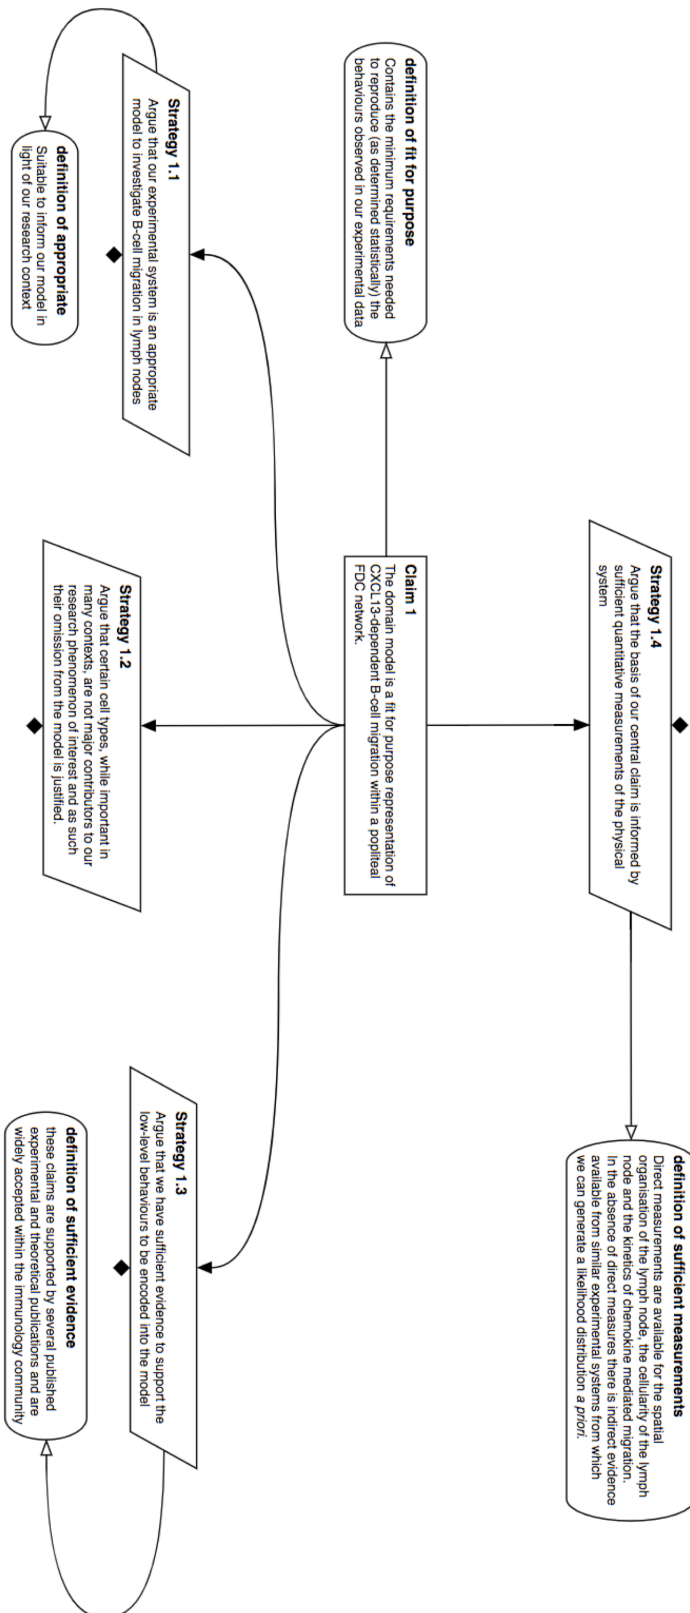 Strategy 1.4
Argue that the basis of our central claim is informed by
sufficient quantitative measurements of the physical
system
definition of sufficient measurements
Direct measurements are available for the spatial
organisation of the lymph node, the cellularity of the lymph
node and the kinetics of chemokine mediated migration.
In the absence of direct measures there is indirect evidence
available from similar experimental systems from which
we can generate a likelihood distribution a priori.
definition of fit for purpose
Contains the minimum requirements needed
to reproduce (as determined statistically) the
behaviours observed in our experimental data
Claim 1
The domain model is a fit for purpose representation of
CXCL13-dependent B-cell migration within a popliteal
FDC network.
Strategy 1.1
Argue that our experimental system is an appropriate
model to investigate B-cell migration in lymph nodes
definition of appropriate
Suitable to inform our model in
light of our research context
Strategy 1.2
Argue that certain cell types, while important in
many contexts, are not major contributors to our
research phenomenon of interest and as such
their omission from the model is justified.
Strategy 1.3
Argue that we have sufficient evidence to support the
low-level behaviours to be encoded into the model
definition of sufficient evidence
these claims are supported by several published
experimental and theoretical publications and are
widely accepted within the immunology community